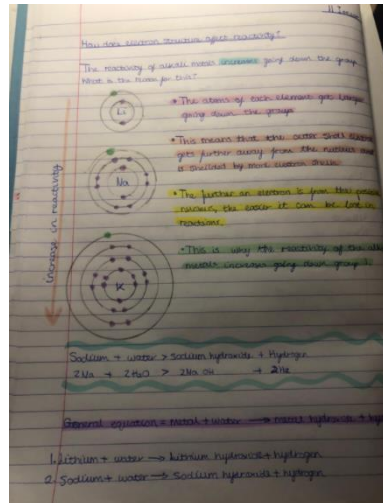 How does electron structure affect reactivity?
The reactivity of alkali metals increases going down the group.
What is the reason for this?
Li
• The atoms of each element get larger
going down the group
• This means that the outer shell electron
gets further away from the nucleus and
is shielded by more electron shells
Na
• The further an electron is from the positive
nucleus, the easier it can be lost in
reactions.
• This is why the reactivity of the
metals increases going down group 1
K
Increase in reactivity
Sodium + water > Sodium hydroxide + Hydrogen
2Na + 2H2O > 2NaOH +
General equation = Metal + water → metal hydroxide +
1. Lithium + water → Lithium hydroxide + hydrogen
2. Sodium + water → Sodium hydroxide + hydrogen